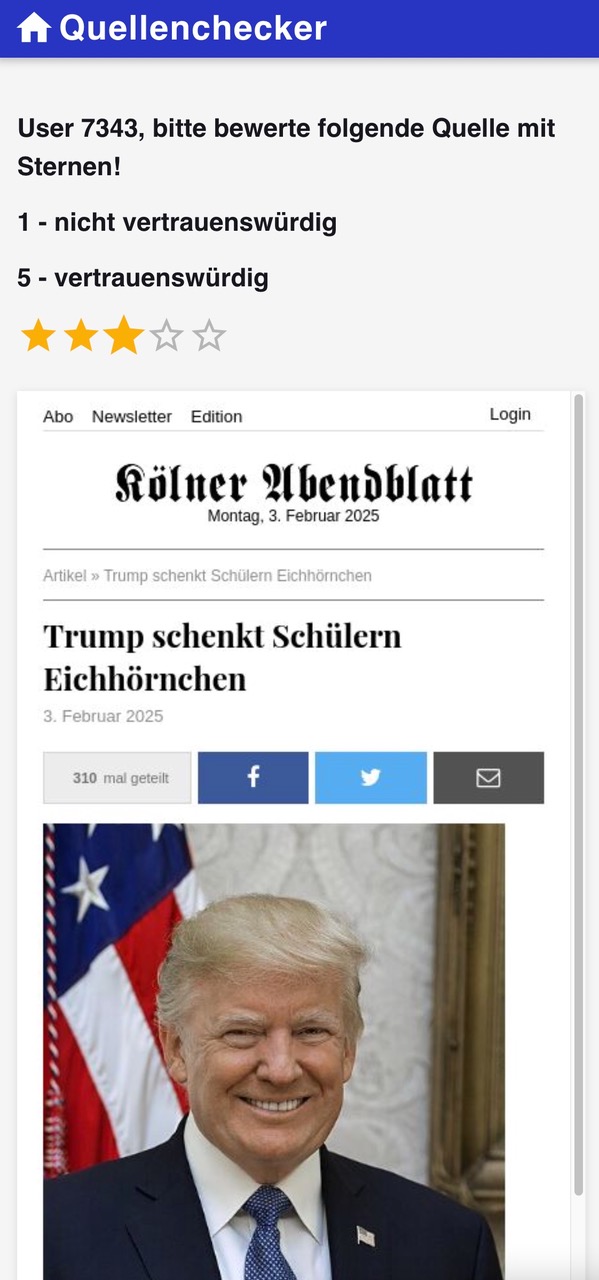 Quellenchecker
User 7343, bitte bewerte folgende Quelle mit
Sternen!
1 - nicht vertrauenswürdig
5 - vertrauenswürdig
Abo Newsletter Edition Login
Kölner Abendblatt
Montag, 3. Februar 2025
Artikel » Trump schenkt Schülern Eichhörnchen
Trump schenkt Schülern
Eichhörnchen
3. Februar 2025
310 mal geteilt